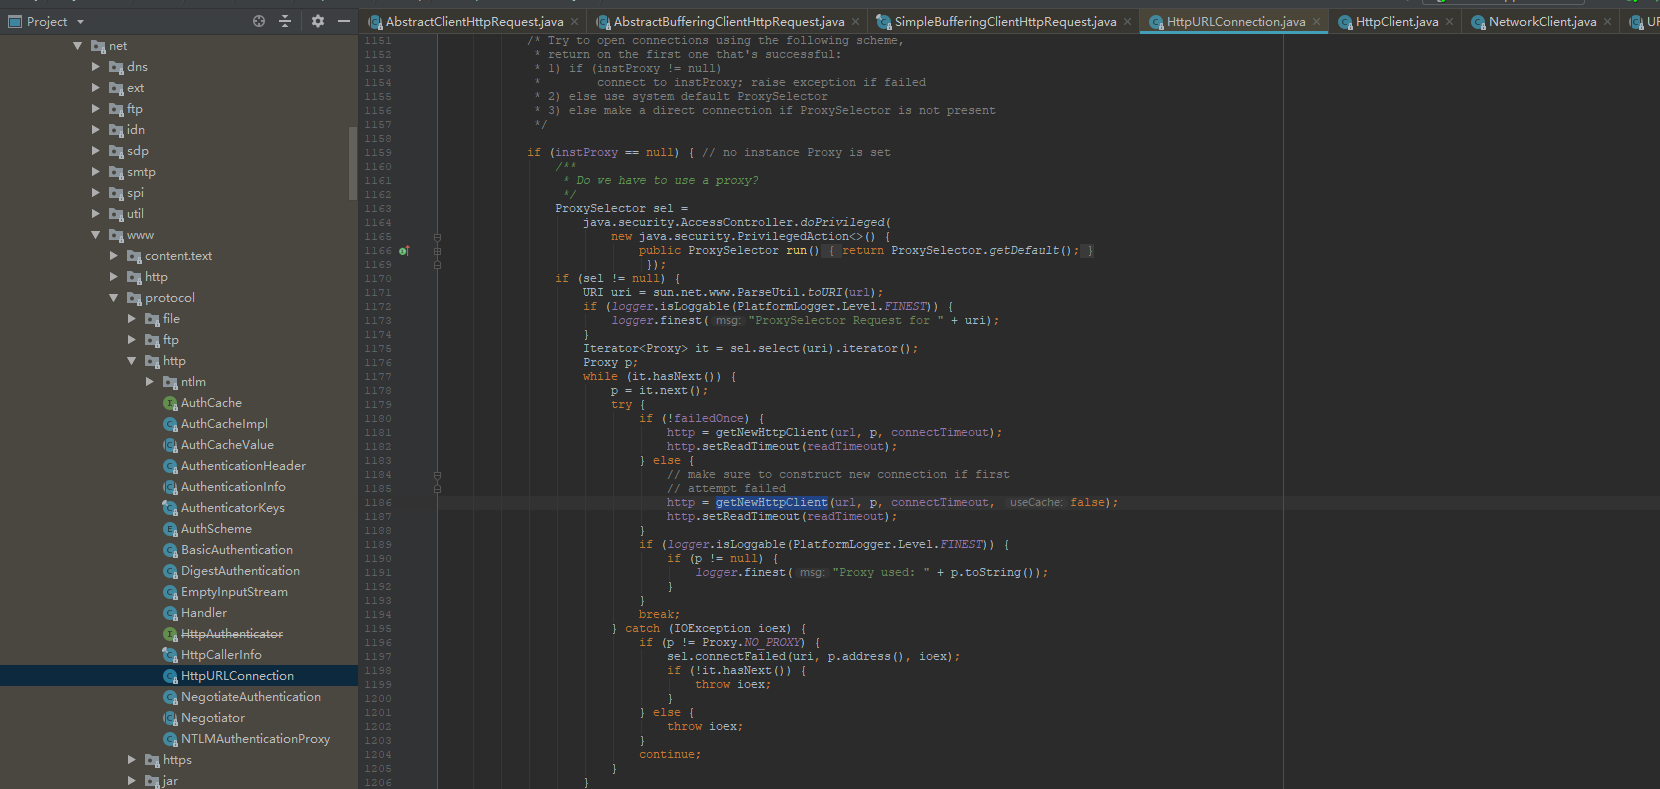 Project
net
dns
ext
ftp
idn
sdp
smtp
spi
util
www
content.text
http
protocol
file
ftp
http
ntlm
AuthCache
AuthCacheImpl
AuthCacheValue
AuthenticationHeader
AuthenticationInfo
AuthenticatorKeys
AuthScheme
BasicAuthentication
DigestAuthentication
EmptyInputStream
Handler
HttpAuthenticator
HttpCallerInfo
HttpURLConnection
NegotiateAuthentication
Negotiator
NTLMAuthenticationProxy
https
jar
AbstractClientHttpRequest.java AbstractBufferingClientHttpRequest.java SimpleBufferingClientHttpRequest.java HttpURLConnection.java HttpClient.java NetworkClient.java UR
1151 /* Try to open connections using the following scheme,
1152 * return on the first one that's successful:
1153 * 1) if (instProxy != null)
1154 * connect to instProxy; raise exception if failed
1155 * 2) else use system default ProxySelector
1156 * 3) else make a direct connection if ProxySelector is not present
1157 */
1158
1159 if (instProxy == null) { // no instance Proxy is set
1160 /**
1161 * Do we have to use a proxy?
1162 */
1163 ProxySelector sel =
1164 java.security.AccessController.doPrivileged(
1165 new java.security.PrivilegedAction<>() {
1166 public ProxySelector run() { return ProxySelector.getDefault(); }
1169 });
1170 if (sel != null) {
1171 URI uri = sun.net.www.ParseUtil.toURI(url);
1172 if (logger.isLoggable(PlatformLogger.Level.FINEST)) {
1173 logger.finest( msg: "ProxySelector Request for " + uri);
1174 }
1175 Iterator<Proxy> it = sel.select(uri).iterator();
1176 Proxy p;
1177 while (it.hasNext()) {
1178 p = it.next();
1179 try {
1180 if (!failedOnce) {
1181 http = getNewHttpClient(url, p, connectTimeout);
1182 http.setReadTimeout(readTimeout);
1183 } else {
1184 // make sure to construct new connection if first
1185 // attempt failed
1186 http = getNewHttpClient(url, p, connectTimeout, useCache: false);
1187 http.setReadTimeout(readTimeout);
1188 }
1189 if (logger.isLoggable(PlatformLogger.Level.FINEST)) {
1190 if (p != null) {
1191 logger.finest( msg: "Proxy used: " + p.toString());
1192 }
1193 }
1194 break;
1195 } catch (IOException ioex) {
1196 if (p != Proxy.NO_PROXY) {
1197 sel.connectFailed(uri, p.address(), ioex);
1198 if (!it.hasNext()) {
1199 throw ioex;
1200 }
1201 } else {
1202 throw ioex;
1203 }
1204 continue;
1205 }
1206 }